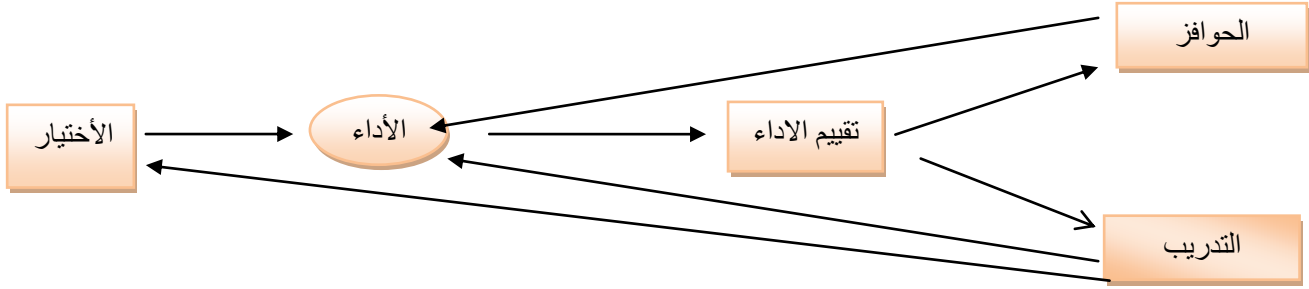 الحوافز
الأختيار
الأداء
تقييم الاداء
التدريب